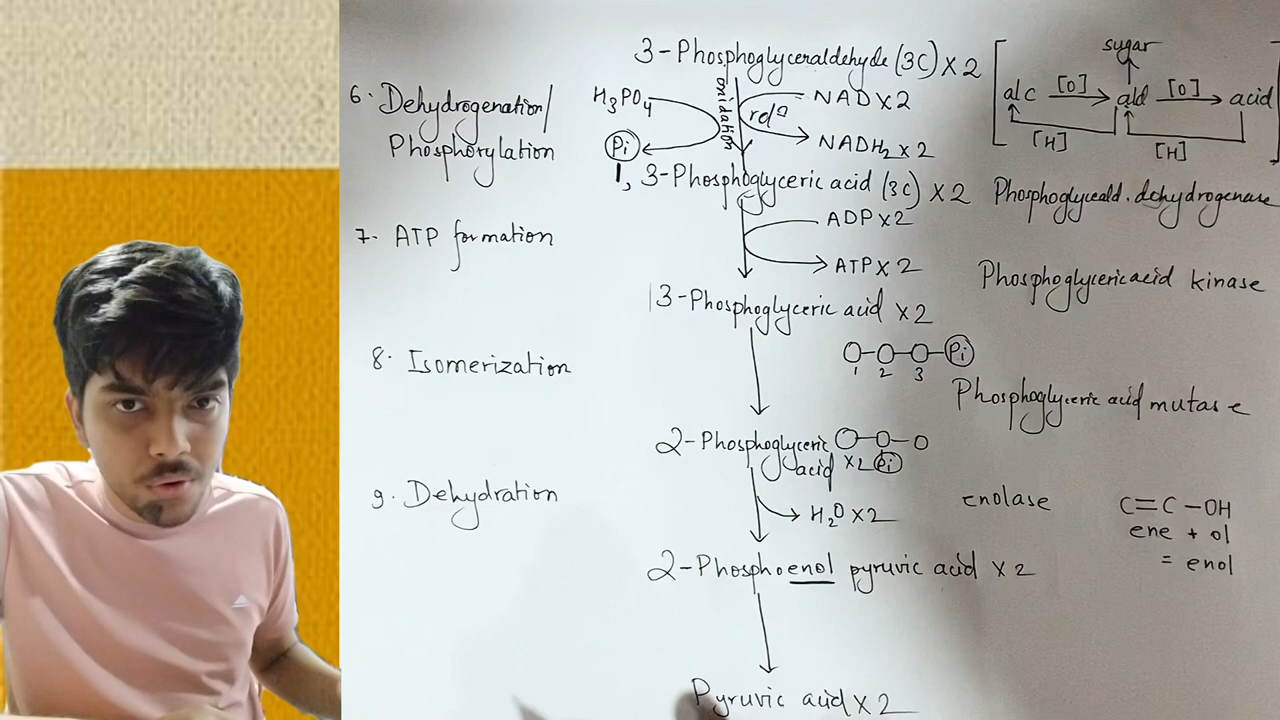 3-Phosphoglyceraldehyde (3C) X 2
sugar
alc [O] ald [O] acid
[H]
[H]
6. Dehydrogenation/
Phosphorylation
H₃PO₄
Pi
oxidation
redⁿ
NAD X 2
NADH₂ X 2
1, 3-Phosphoglyceric acid (3C) X 2
Phosphoglyceald. dehydrogenase
7. ATP formation
ADP X 2
ATP X 2
Phosphoglycericacid kinase
3-Phosphoglyceric acid X 2
8. Isomerization
Pi
1 2 3
Phosphoglyceric acid mutase
2-Phosphoglyceric
acid X 2
Pi
9. Dehydration
H₂O X 2
enolase
C=C-OH
ene + ol
= enol
2-Phosphoenol pyruvic acid X 2
Pyruvic acid X 2